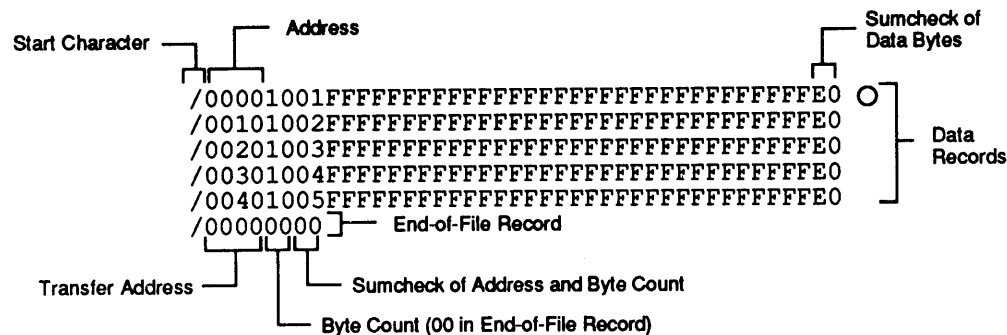 Start Character
Address
Sumcheck of
Data Bytes
/00001001FFFFFFFFFFFFFFFFFFFFFFFFFFFFFFFFE0
/00101002FFFFFFFFFFFFFFFFFFFFFFFFFFFFFFFFE0
/00201003FFFFFFFFFFFFFFFFFFFFFFFFFFFFFFFFE0
/00301004FFFFFFFFFFFFFFFFFFFFFFFFFFFFFFFFE0
/00401005FFFFFFFFFFFFFFFFFFFFFFFFFFFFFFFFE0
/00000000
Data
Records
End-of-File Record
Transfer Address
Sumcheck of Address and Byte Count
Byte Count (00 in End-of-File Record)